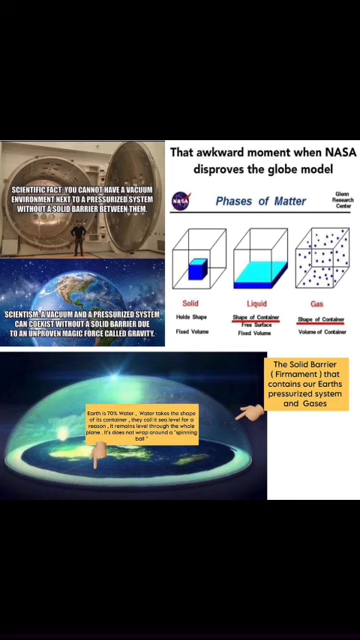 SCIENTIFIC FACT: YOU CANNOT HAVE A VACUUM
ENVIRONMENT NEXT TO A PRESSURIZED SYSTEM
WITHOUT A SOLID BARRIER BETWEEN THEM.
SCIENTISM: A VACUUM AND A PRESSURIZED SYSTEM
CAN COEXIST WITHOUT A SOLID BARRIER DUE
TO AN UNPROVEN MAGIC FORCE CALLED GRAVITY.
That awkward moment when NASA
disproves the globe model
NASA
Phases of Matter
Glenn
Research
Center
Solid
Holds Shape
Fixed Volume
Liquid
Shape of Container
Free Surface
Fixed Volume
Gas
Shape of Container
Volume of Container
The Solid Barrier
( Firmament ) that
contains our Earths
pressurized system
and Gases
Earth is 70% Water , Water takes the shape
of its container , they call it sea level for a
reason , it remains level through the whole
plane . It's does not wrap around a "spinning
ball "